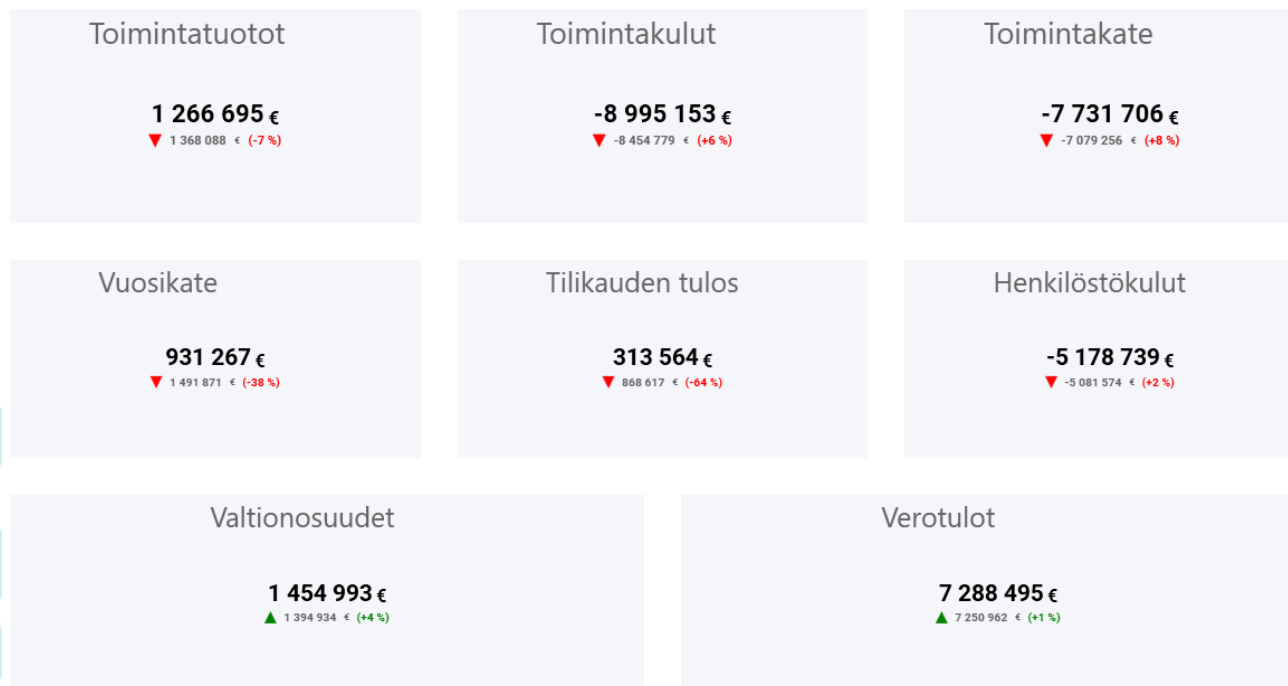 Toimintatuotot
1 266 695 €
▼ 1 368 088 € (-7 %)
Toimintakulut
-8 995 153 €
▼ -8 454 779 € (+6 %)
Toimintakate
-7 731 706 €
▼ -7 079 256 € (+8 %)
Vuosikate
931 267 €
▼ 1 491 871 € (-38 %)
Tilikauden tulos
313 564 €
▼ 868 617 € (-64 %)
Henkilöstökulut
-5 178 739 €
▼ -5 081 574 € (+2 %)
Valtionosuudet
1 454 993 €
▲ 1 394 934 € (+4 %)
Verotulot
7 288 495 €
▲ 7 250 962 € (+1 %)